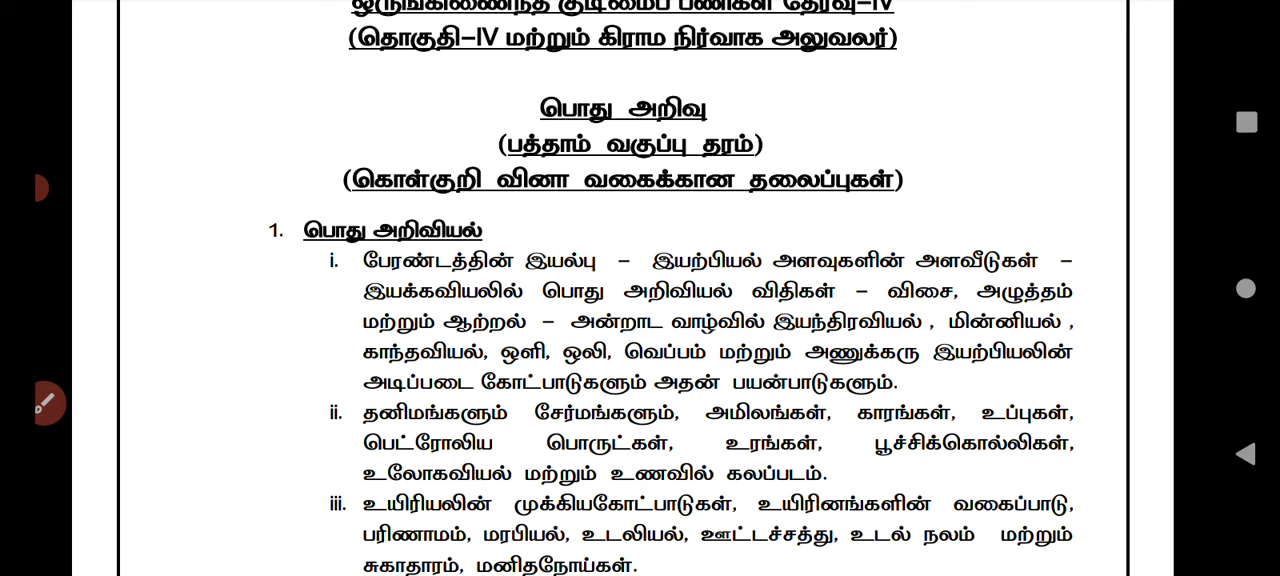 ஒருங்கிணைந்த குடிமைப் பணிகள் தேர்வு–IV
(தொகுதி–IV மற்றும் கிராம நிர்வாக அலுவலர்)
பொது அறிவு
(பத்தாம் வகுப்பு தரம்)
(கொள்குறி வினா வகைக்கான தலைப்புகள்)
1. பொது அறிவியல்
i. பேரண்டத்தின் இயல்பு – இயற்பியல் அளவுகளின் அளவீடுகள் –
இயக்கவியலில் பொது அறிவியல் விதிகள் – விசை, அழுத்தம்
மற்றும் ஆற்றல் – அன்றாட வாழ்வில் இயந்திரவியல் , மின்னியல் ,
காந்தவியல், ஒளி, ஒலி, வெப்பம் மற்றும் அணுக்கரு இயற்பியலின்
அடிப்படை கோட்பாடுகளும் அதன் பயன்பாடுகளும்.
ii. தனிமங்களும் சேர்மங்களும், அமிலங்கள், காரங்கள், உப்புகள்,
பெட்ரோலிய பொருட்கள், உரங்கள், பூச்சிக்கொல்லிகள்,
உலோகவியல் மற்றும் உணவில் கலப்படம்.
iii. உயிரியலின் முக்கியகோட்பாடுகள், உயிரினங்களின் வகைப்பாடு,
பரிணாமம், மரபியல், உடலியல், ஊட்டச்சத்து, உடல் நலம் மற்றும்
சுகாதாரம், மனிதநோய்கள்.